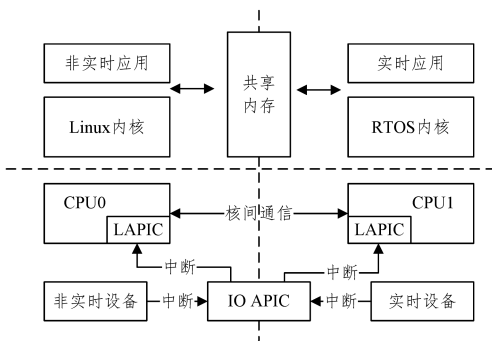 非实时应用
共享
内存
实时应用
Linux内核
RTOS内核
CPU0
CPU1
LAPIC
核间通信
LAPIC
中断
中断
非实时设备
中断
IO APIC
中断
实时设备